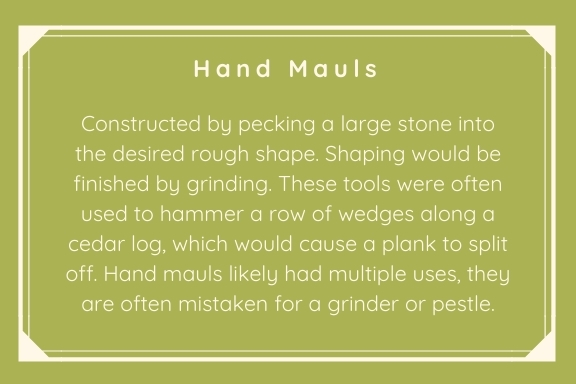 Hand Mauls
Constructed by pecking a large stone into
the desired rough shape. Shaping would be
finished by grinding. These tools were often
used to hammer a row of wedges along a
cedar log, which would cause a plank to split
off. Hand mauls likely had multiple uses, they
are often mistaken for a grinder or pestle.